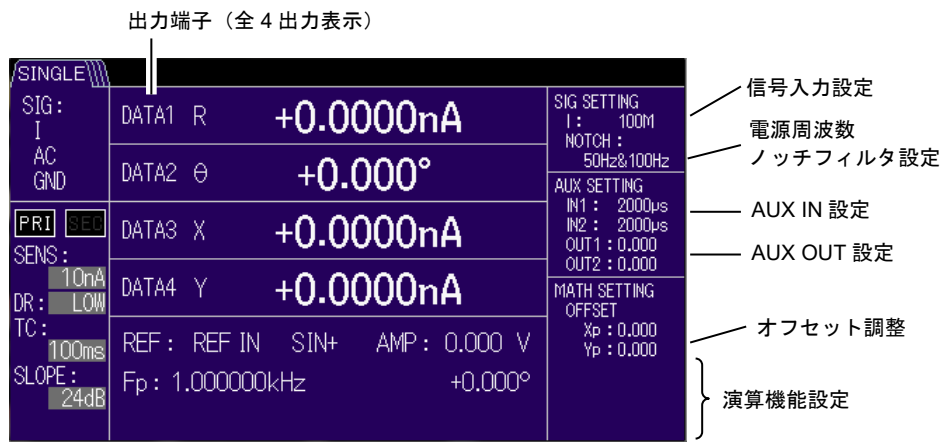 出力端子（全 4 出力表示）
SINGLE
SIG:
I
AC
GND
PRI SEC
SENS:
10nA
DR: LOW
TC:
100ms
SLOPE:
24dB
DATA1 R +0.0000nA
DATA2 θ +0.000°
DATA3 X +0.0000nA
DATA4 Y +0.0000nA
REF: REF IN SIN+ AMP: 0.000 V
Fp: 1.000000kHz +0.000°
SIG SETTING
I: 100M
NOTCH:
50Hz&100Hz
AUX SETTING
IN1: 2000μs
IN2: 2000μs
OUT1:0.000
OUT2:0.000
MATH SETTING
OFFSET
Xp:0.000
Yp:0.000
信号入力設定
電源周波数
ノッチフィルタ設定
AUX IN 設定
AUX OUT 設定
オフセット調整
演算機能設定